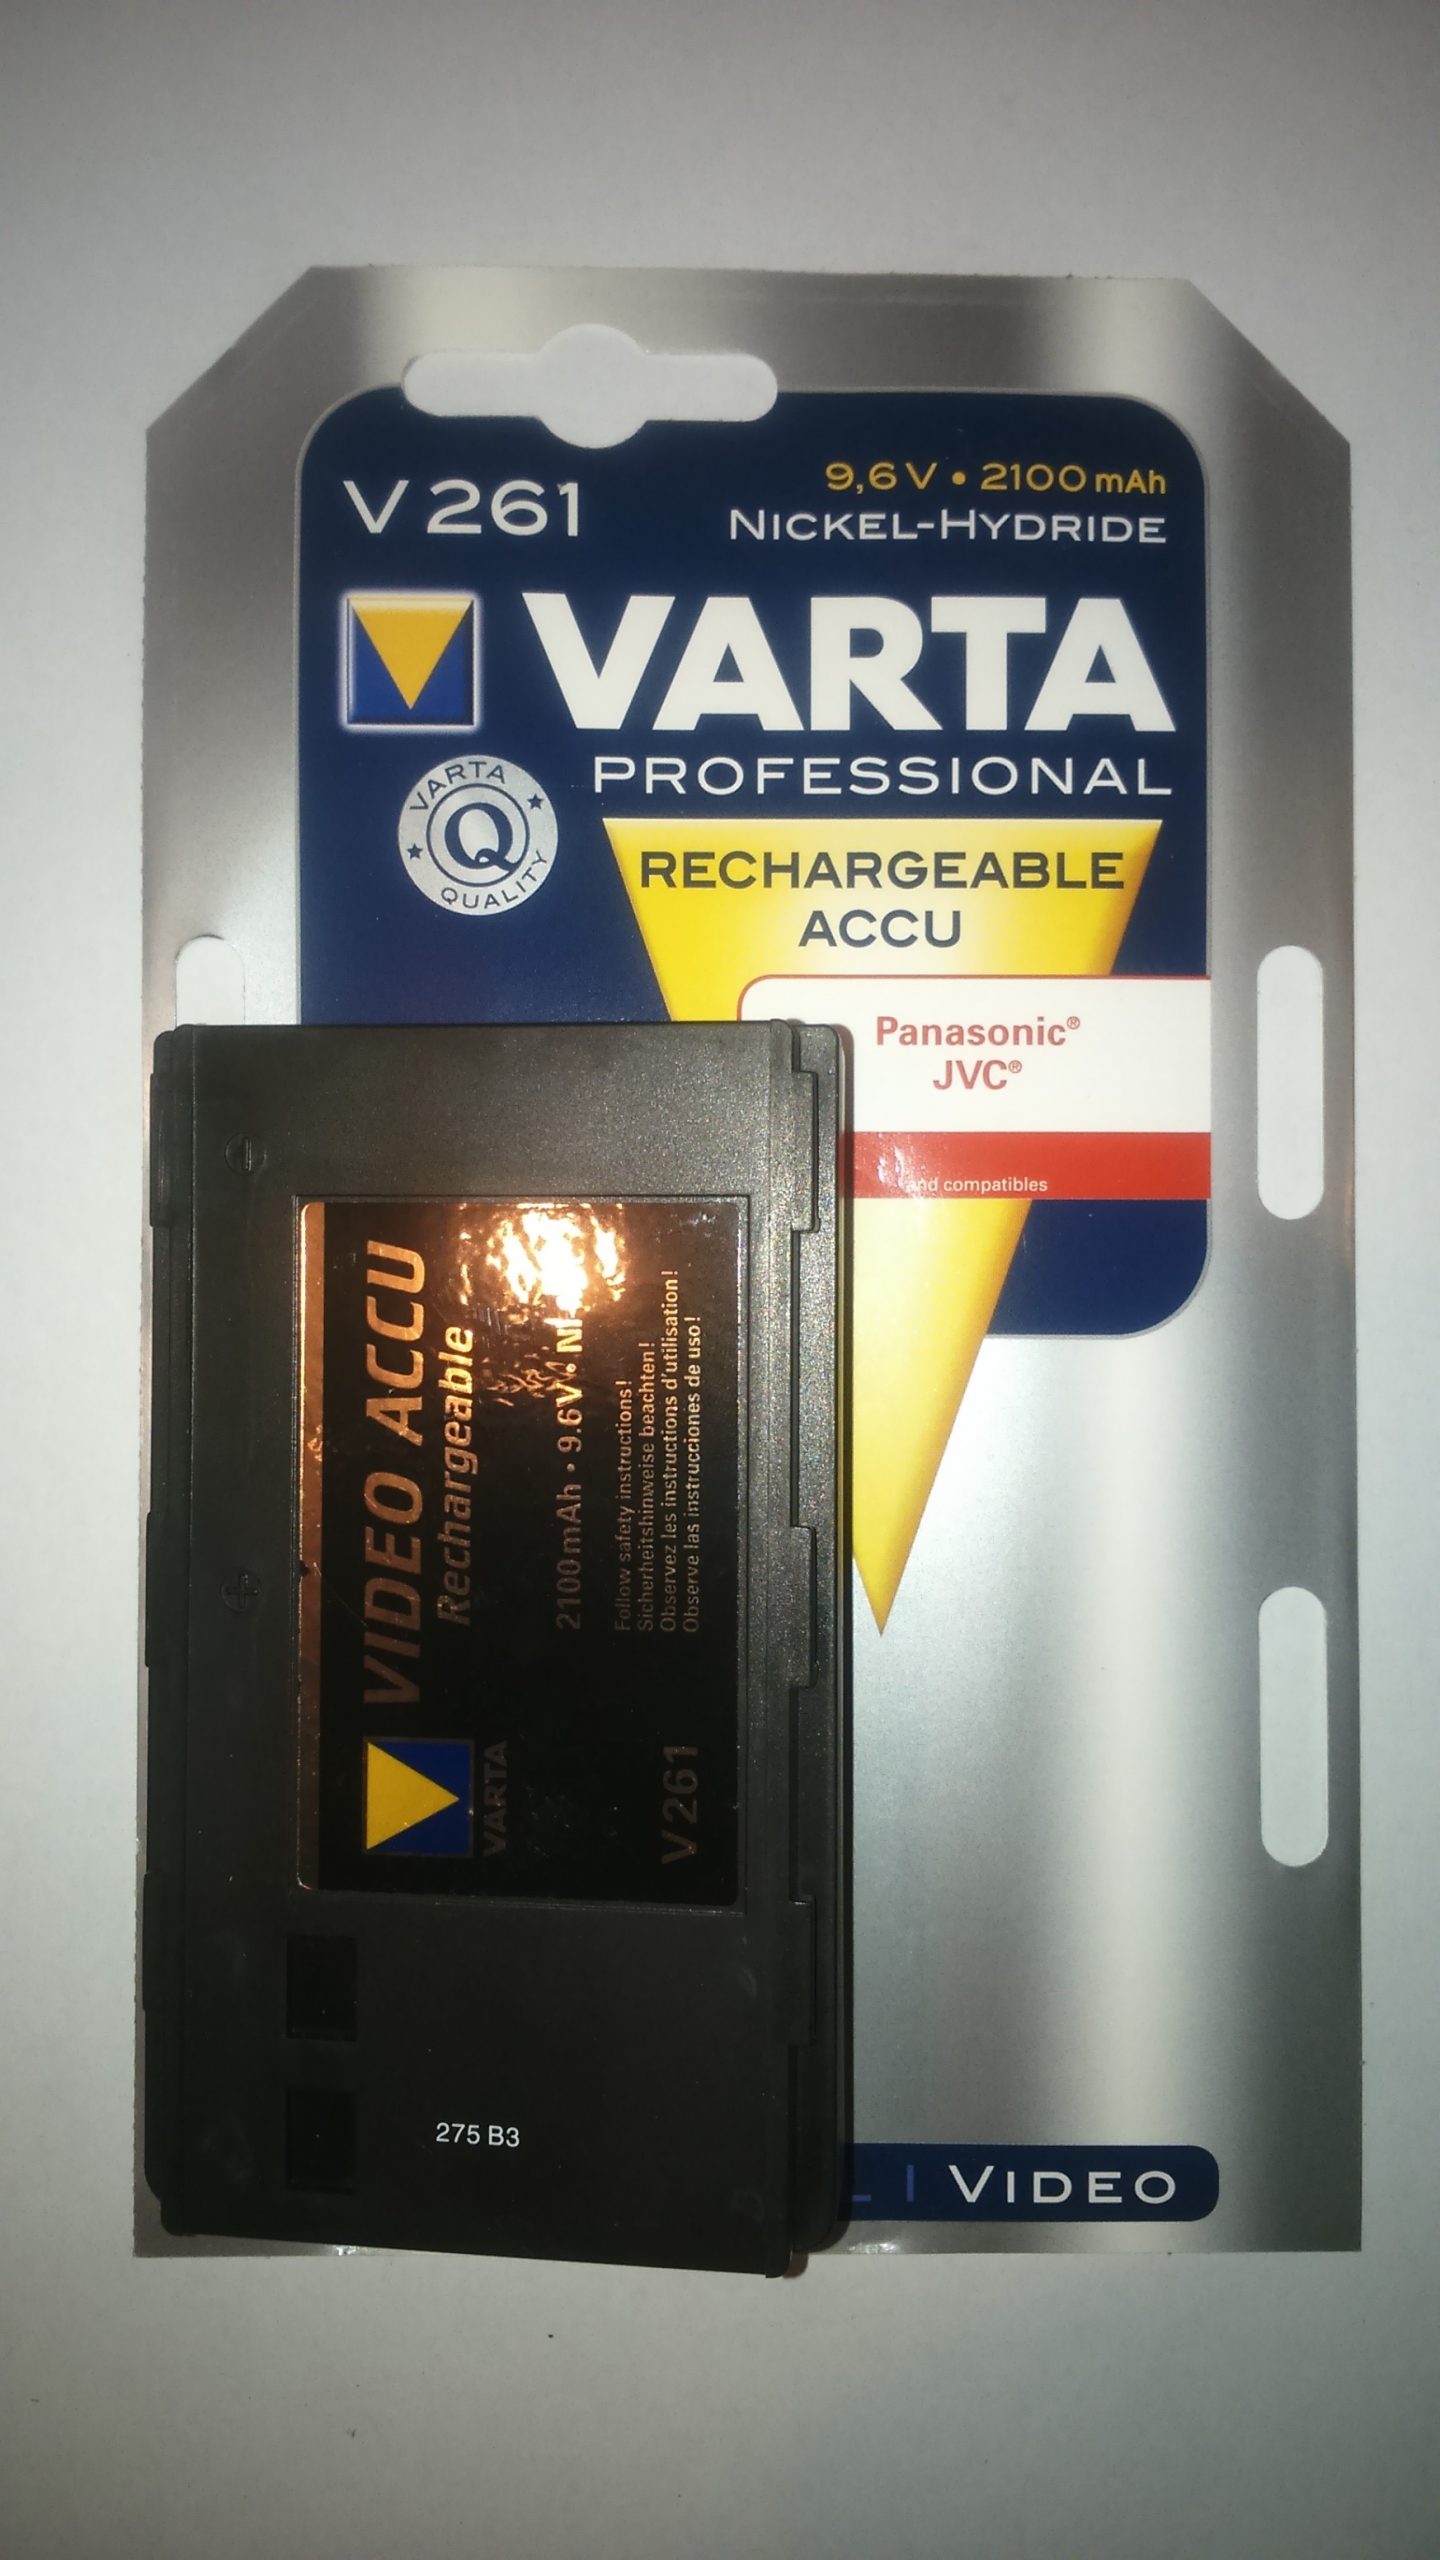 V 261
9,6 V • 2100 mAh
NICKEL-HYDRIDE
VARTA
PROFESSIONAL
VARTA
Q
QUALITY
RECHARGEABLE
ACCU
Panasonic®
JVC®
and compatibles
VIDEO ACCU
Rechargeable
2100mAh • 9.6V •
Follow safety instructions!
Sicherheitshinweise beachten!
Observez les instructions d'utilisation!
Observe las instrucciones de uso!
VARTA
V261
275 B3
VIDEO